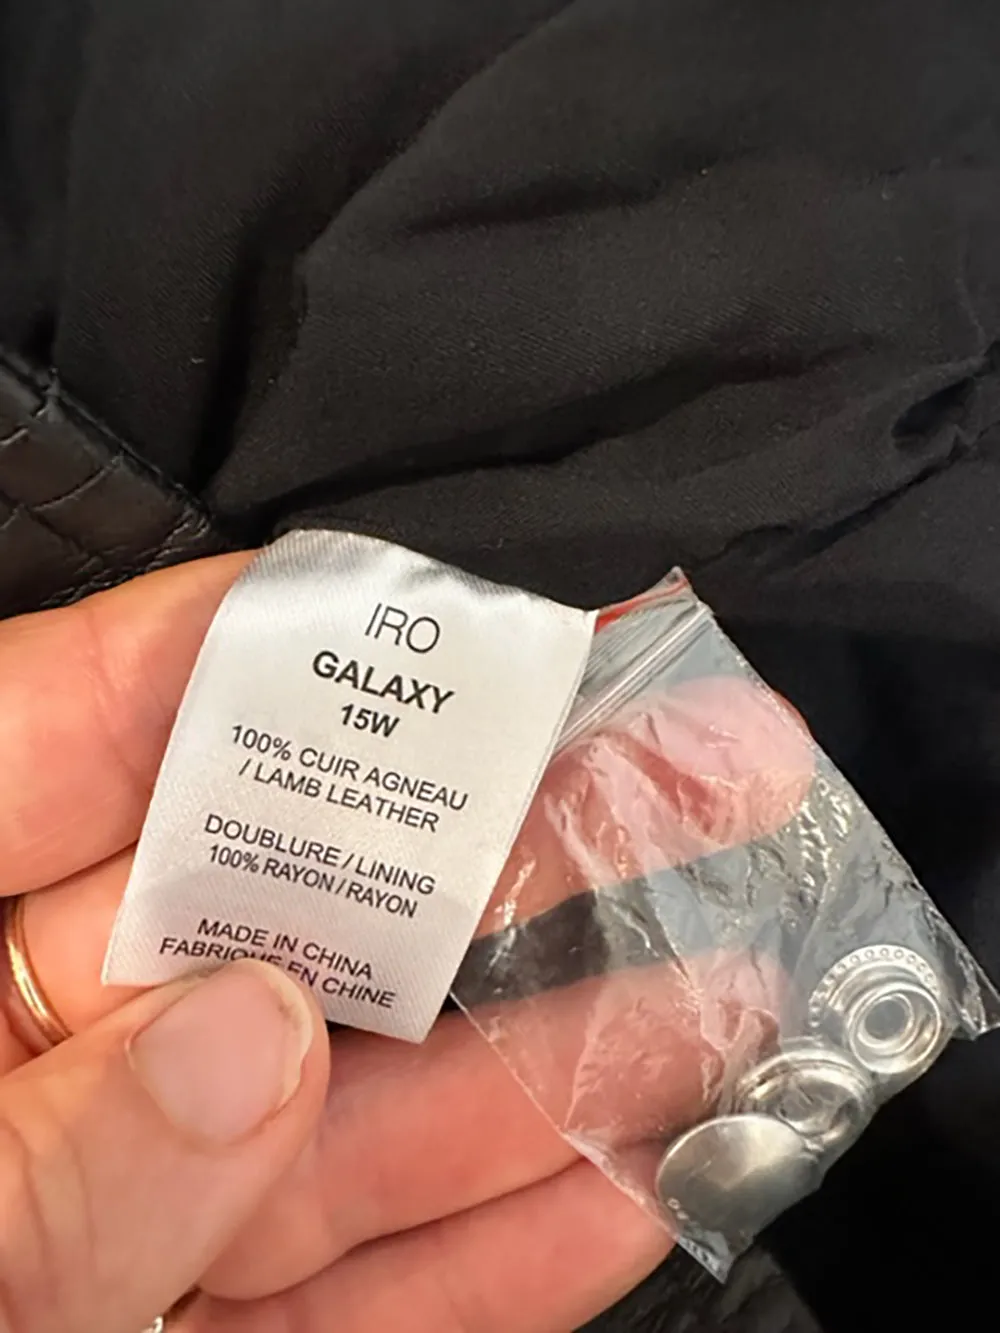 IRO
GALAXY
15W
100% CUIR AGNEAU
/ LAMB LEATHER
DOUBLURE / LINING
100% RAYON / RAYON
MADE IN CHINA
FABRIQUE EN CHINE